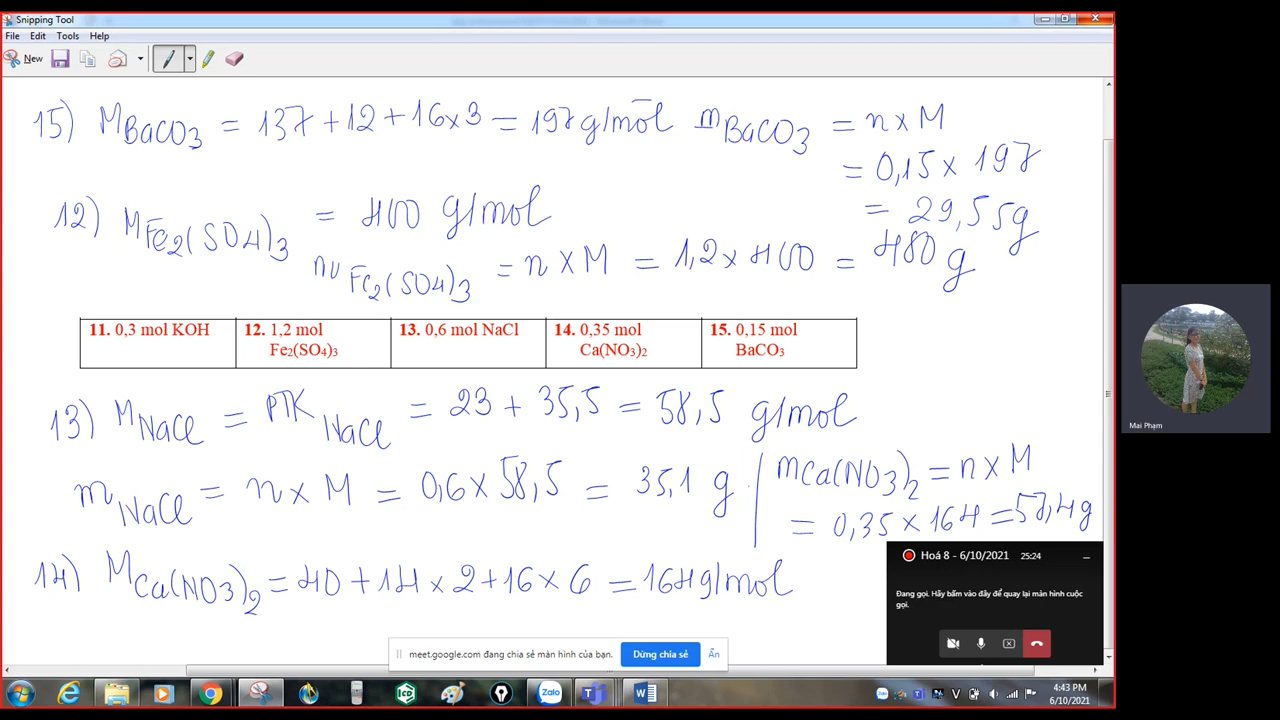 Snipping Tool
File Edit Tools Help
New
15) M BaCO3 = 137 + 12 + 16 x 3 = 197 g/mol m BaCO3 = n x M
= 0,15 x 197
= 29,55g
12) M Fe2(SO4)3 = 400 g/mol
m Fe2(SO4)3 = n x M = 1,2 x 400 = 480 g
11. 0,3 mol KOH
12. 1,2 mol
Fe₂(SO4)3
13. 0,6 mol NaCl
14. 0,35 mol
Ca(NO₃)₂
15. 0,15 mol
BaCO₃
13) M NaCl = PTK NaCl = 23 + 35,5 = 58,5 g/mol
m NaCl = n x M = 0,6 x 58,5 = 35,1 g
m Ca(NO3)2 = n x M
= 0,35 x 164 = 57,4g
14) M Ca(NO3)2 = 40 + 14 x 2 + 16 x 6 = 164g/mol
Mai Phạm
Hoá 8 - 6/10/2021 25:24
Đang gọi. Hãy bấm vào đây để quay lại màn hình cuộc
gọi.
meet.google.com đang chia sẻ màn hình của bạn. Dừng chia sẻ Ẩn
4:43 PM
6/10/2021